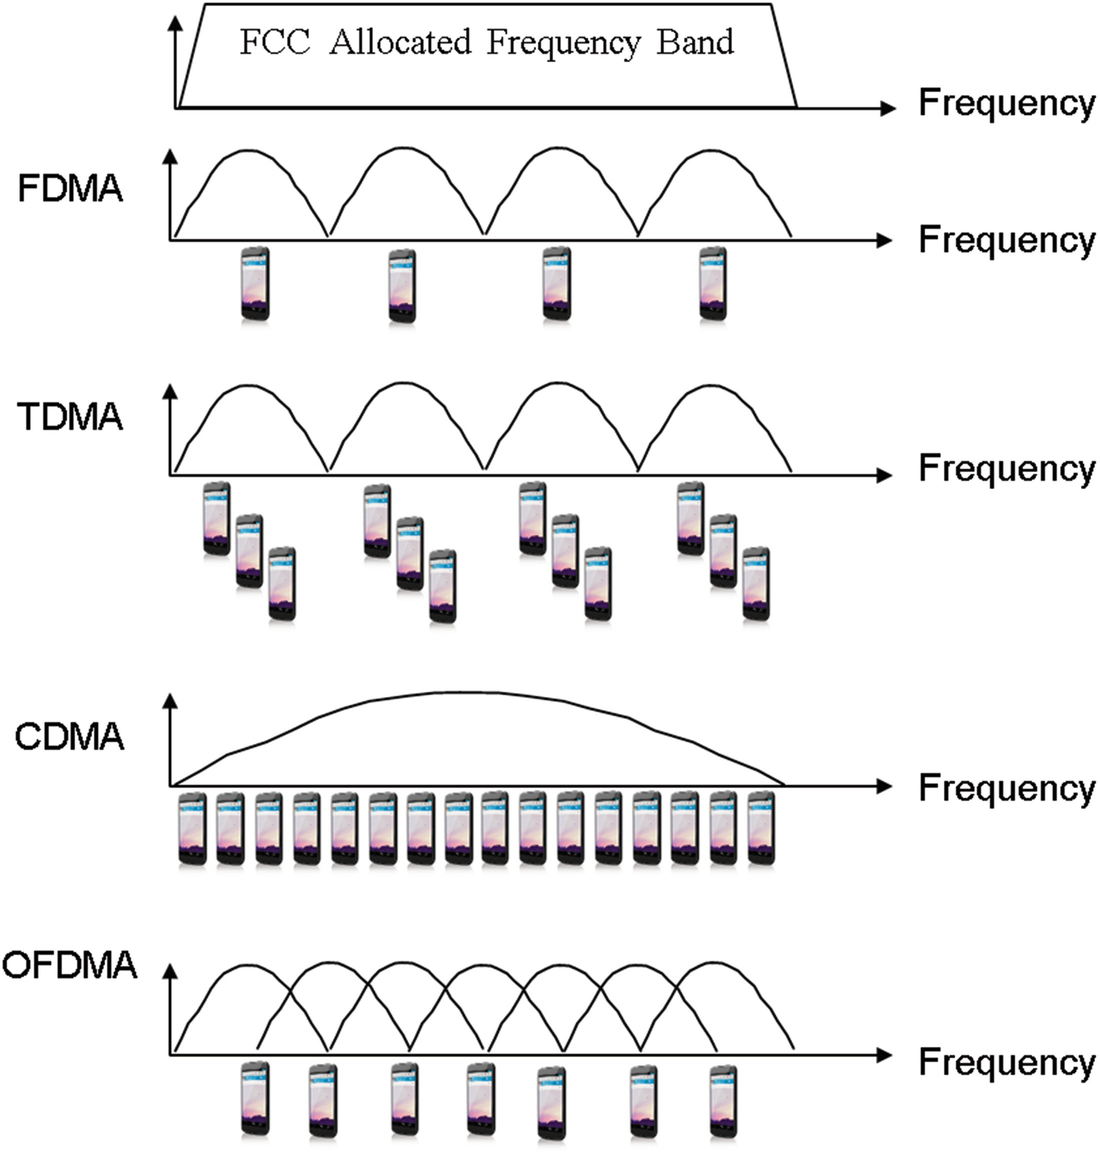 FCC Allocated Frequency Band
Frequency
FDMA
Frequency
TDMA
Frequency
CDMA
Frequency
OFDMA
Frequency